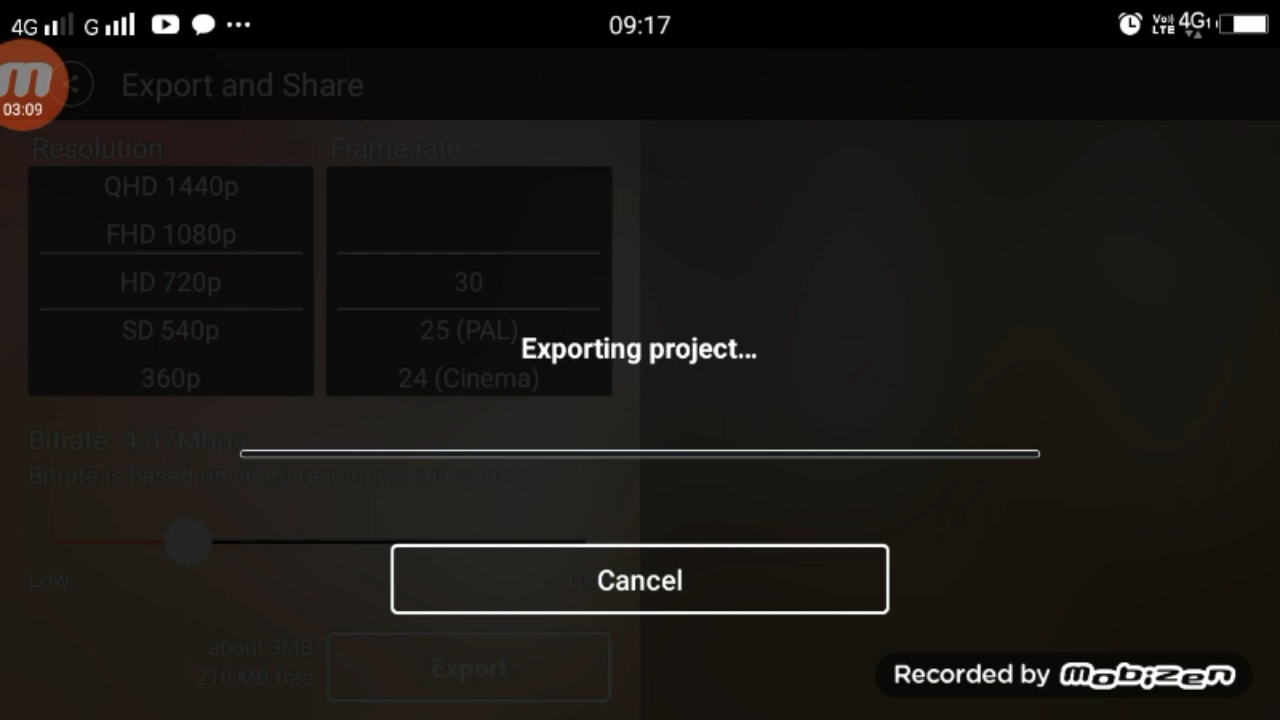 4G G 09:17 VoLTE 4G
m
03:09
Export and Share
Resolution Frame rate
QHD 1440p
FHD 1080p
HD 720p 30
SD 540p 25 (PAL)
360p 24 (Cinema)
Exporting project...
Bitrate: 4.37Mbps
Bitrate is based on video resolution and quality.
Low
Cancel
about 3MB
210 MB free
Export
Recorded by mobizen